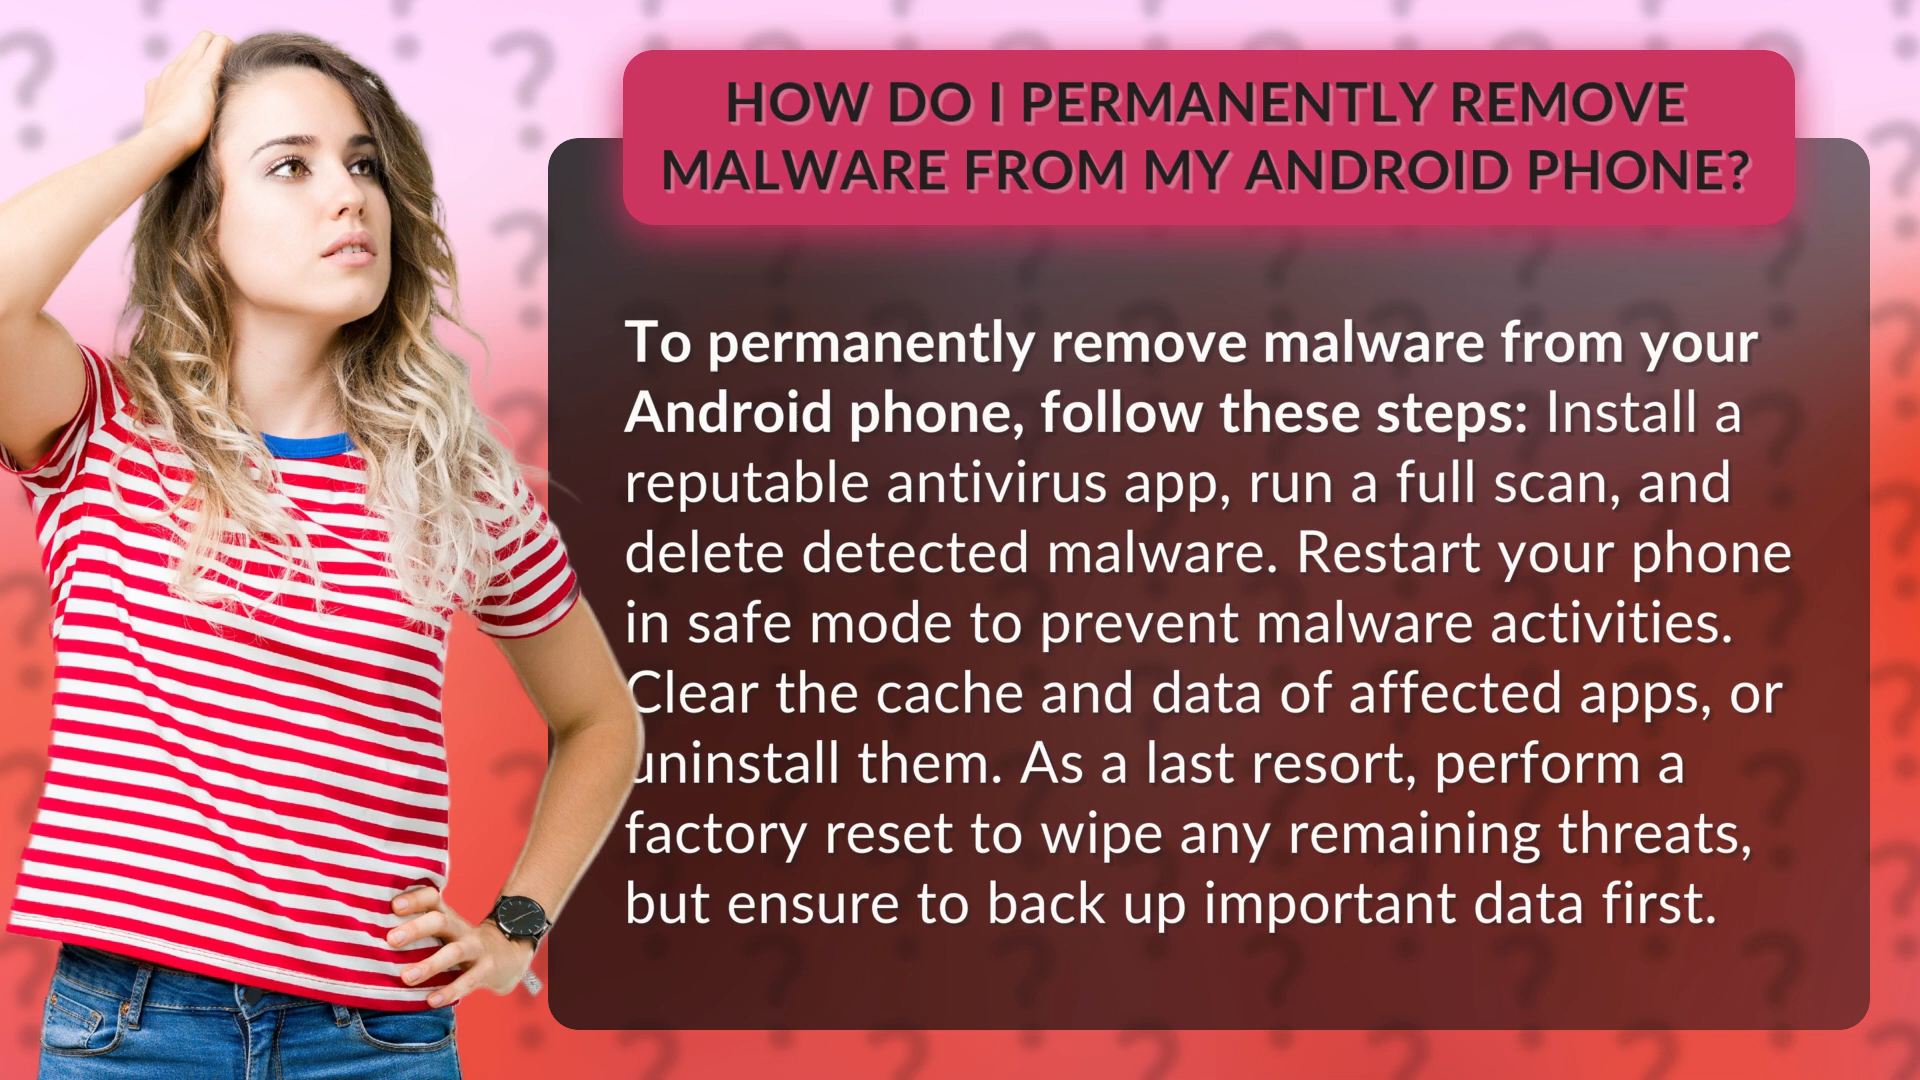 HOW DO I PERMANENTLY REMOVE
MALWARE FROM MY ANDROID PHONE?
To permanently remove malware from your
Android phone, follow these steps: Install a
reputable antivirus app, run a full scan, and
delete detected malware. Restart your phone
in safe mode to prevent malware activities.
Clear the cache and data of affected apps, or
uninstall them. As a last resort, perform a
factory reset to wipe any remaining threats,
but ensure to back up important data first.